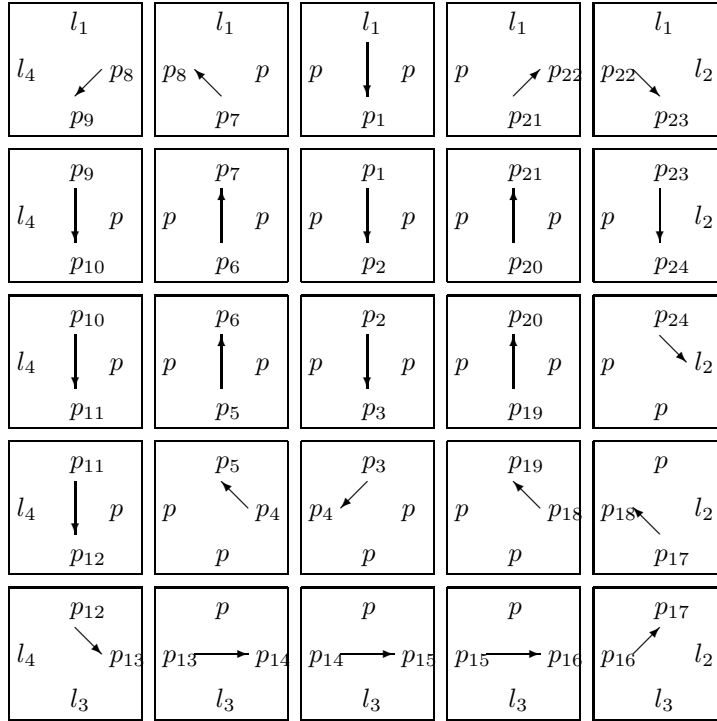 l₁ l₁ l₁ l₁ l₁
l₄ p₈ p₈ p p p p p₂₂ p₂₂ l₂
p₉ p₇ p₁ p₂₁ p₂₃
p₉ p₇ p₁ p₂₁ p₂₃
l₄ p p p p p p p p l₂
p₁₀ p₆ p₂ p₂₀ p₂₄
p₁₀ p₆ p₂ p₂₀ p₂₄
l₄ p p p p p p p p l₂
p₁₁ p₅ p₃ p₁₉ p
p₁₁ p₅ p₃ p₁₉ p
l₄ p p p₄ p₄ p p p₁₈ p₁₈ l₂
p₁₂ p p p p₁₇
p₁₂ p p p p₁₇
l₄ p₁₃ p₁₃ p₁₄ p₁₄ p₁₅ p₁₅ p₁₆ p₁₆ l₂
l₃ l₃ l₃ l₃ l₃